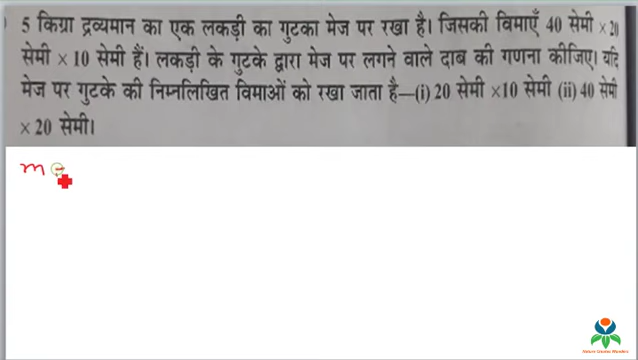 5 किग्रा द्रव्यमान का एक लकड़ी का गुटका मेज पर रखा है। जिसकी विमाएँ 40 सेमी × 20
सेमी × 10 सेमी हैं। लकड़ी के गुटके द्वारा मेज पर लगने वाले दाब की गणना कीजिए। यदि
मेज पर गुटके की निम्नलिखित विमाओं को रखा जाता है—(i) 20 सेमी ×10 सेमी (ii) 40 सेमी
× 20 सेमी।
m =